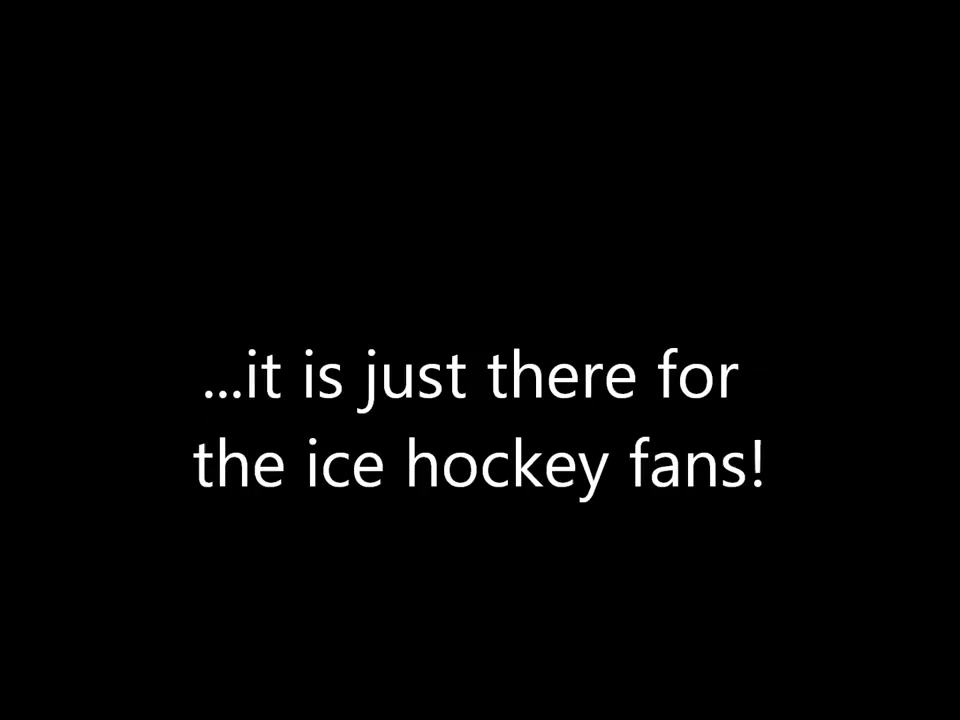 ...it is just there for
the ice hockey fans!